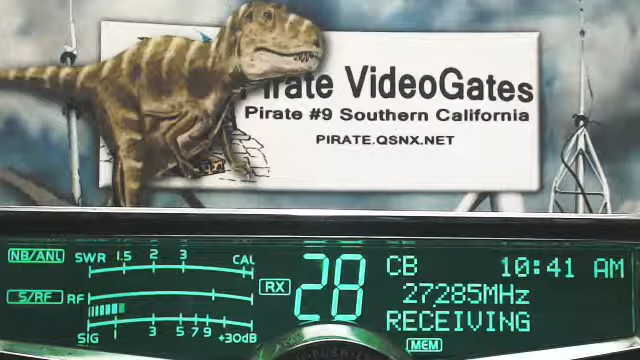 Pirate VideoGates
Pirate #9 Southern California
PIRATE.QSNX.NET
NB/ANL SWR 1.5 2 3 CAL
S/RF RF
SIG 3 5 7 9 +30dB
RX 28
CB 10:41 AM
27285MHz
RECEIVING
MEM